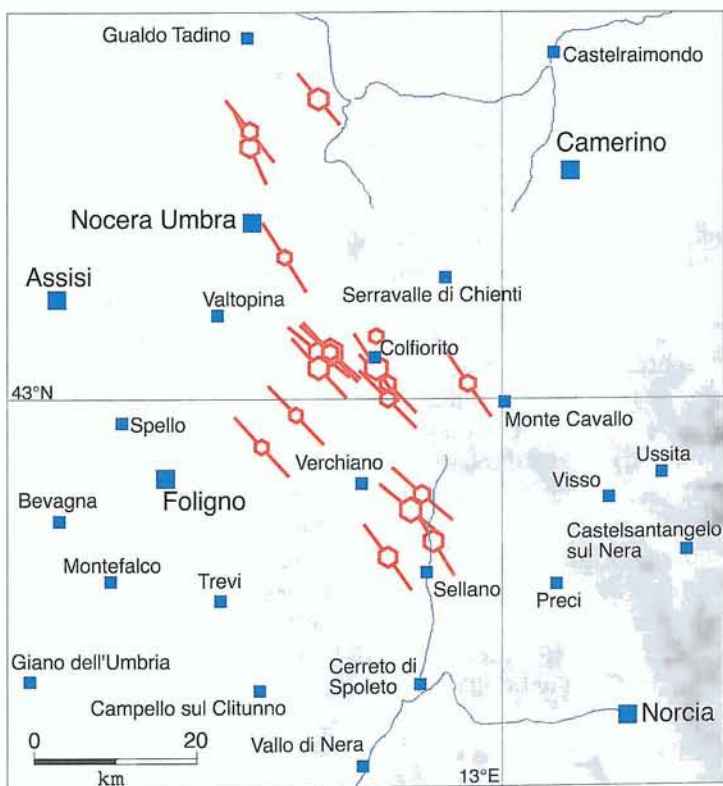 Gualdo Tadino
Castelraimondo
Camerino
Nocera Umbra
Assisi
Valtopina
Serravalle di Chienti
Colfiorito
43°N
Monte Cavallo
Spello
Verchiano
Ussita
Foligno
Visso
Bevagna
Castelsantangelo
sul Nera
Montefalco
Trevi
Sellano
Preci
Giano dell'Umbria
Cerreto di
Spoleto
Campello sul Clitunno
Norcia
0 20
km
Vallo di Nera
13°E